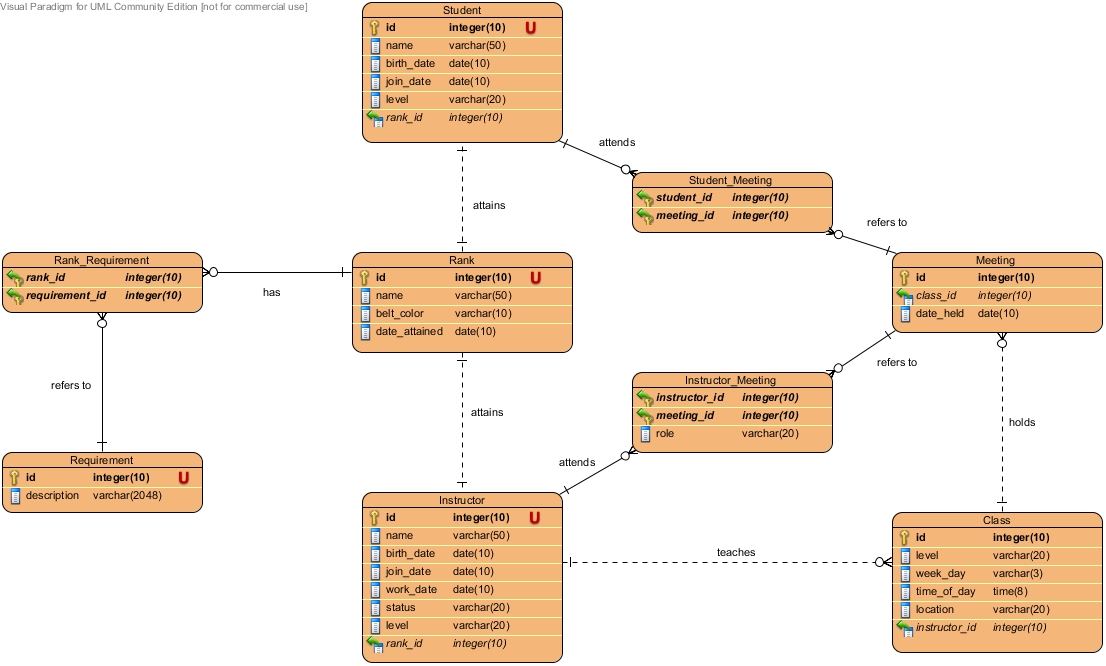 Visual Paradigm for UML Community Edition [not for commercial use]
Student
id integer(10) U
name varchar(50)
birth_date date(10)
join_date date(10)
level varchar(20)
rank_id integer(10)
attends
Student_Meeting
student_id integer(10)
meeting_id integer(10)
attains
refers to
Rank_Requirement
rank_id integer(10)
requirement_id integer(10)
has
Rank
id integer(10) U
name varchar(50)
belt_color varchar(10)
date_attained date(10)
Meeting
id integer(10)
class_id integer(10)
date_held date(10)
refers to
refers to
Instructor_Meeting
instructor_id integer(10)
meeting_id integer(10)
role varchar(20)
attains
holds
attends
Requirement
id integer(10) U
description varchar(2048)
Instructor
id integer(10) U
name varchar(50)
birth_date date(10)
join_date date(10)
work_date date(10)
status varchar(20)
level varchar(20)
rank_id integer(10)
teaches
Class
id integer(10)
level varchar(20)
week_day varchar(3)
time_of_day time(8)
location varchar(20)
instructor_id integer(10)